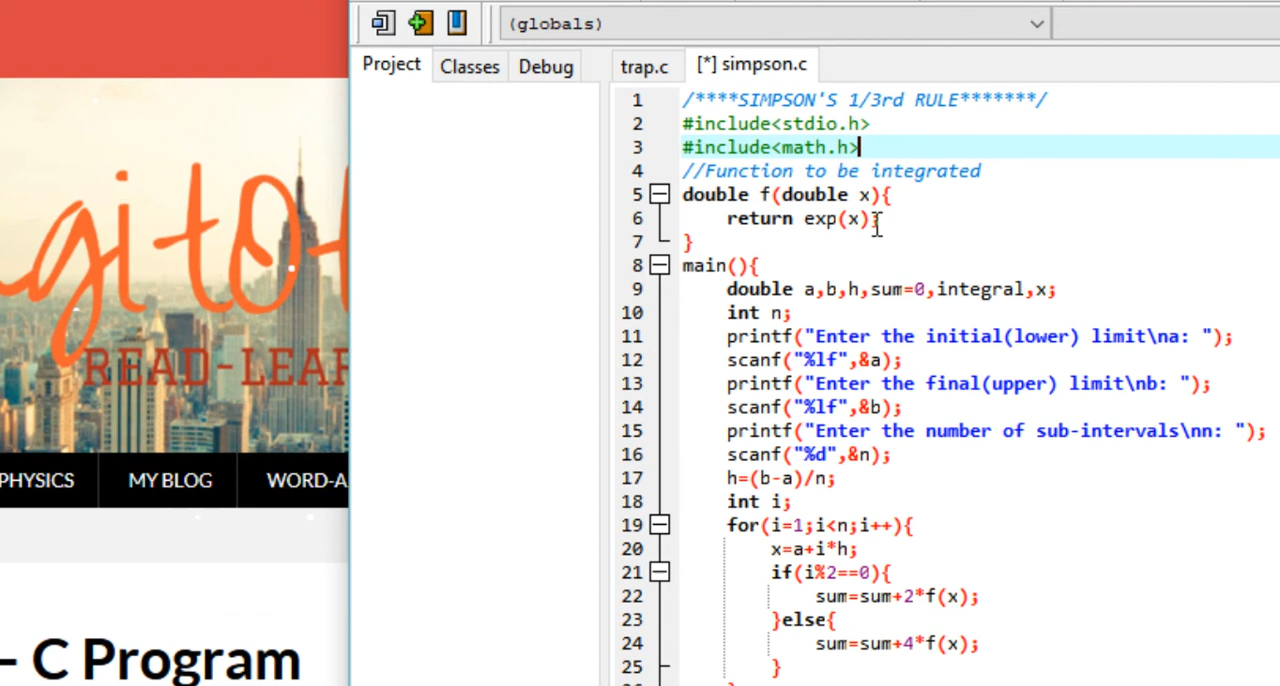 (globals)
Project Classes Debug
trap.c [*] simpson.c
1 /****SIMPSON'S 1/3rd RULE*******/
2 #include<stdio.h>
3 #include<math.h>
4 //Function to be integrated
5 double f(double x){
6 return exp(x);
7 }
8 main(){
9 double a,b,h,sum=0,integral,x;
10 int n;
11 printf("Enter the initial(lower) limit\na: ");
12 scanf("%lf",&a);
13 printf("Enter the final(upper) limit\nb: ");
14 scanf("%lf",&b);
15 printf("Enter the number of sub-intervals\nn: ");
16 scanf("%d",&n);
17 h=(b-a)/n;
18 int i;
19 for(i=1;i<n;i++){
20 x=a+i*h;
21 if(i%2==0){
22 sum=sum+2*f(x);
23 }else{
24 sum=sum+4*f(x);
25 }
READ-LEAR
PHYSICS MY BLOG WORD-A
- C Program